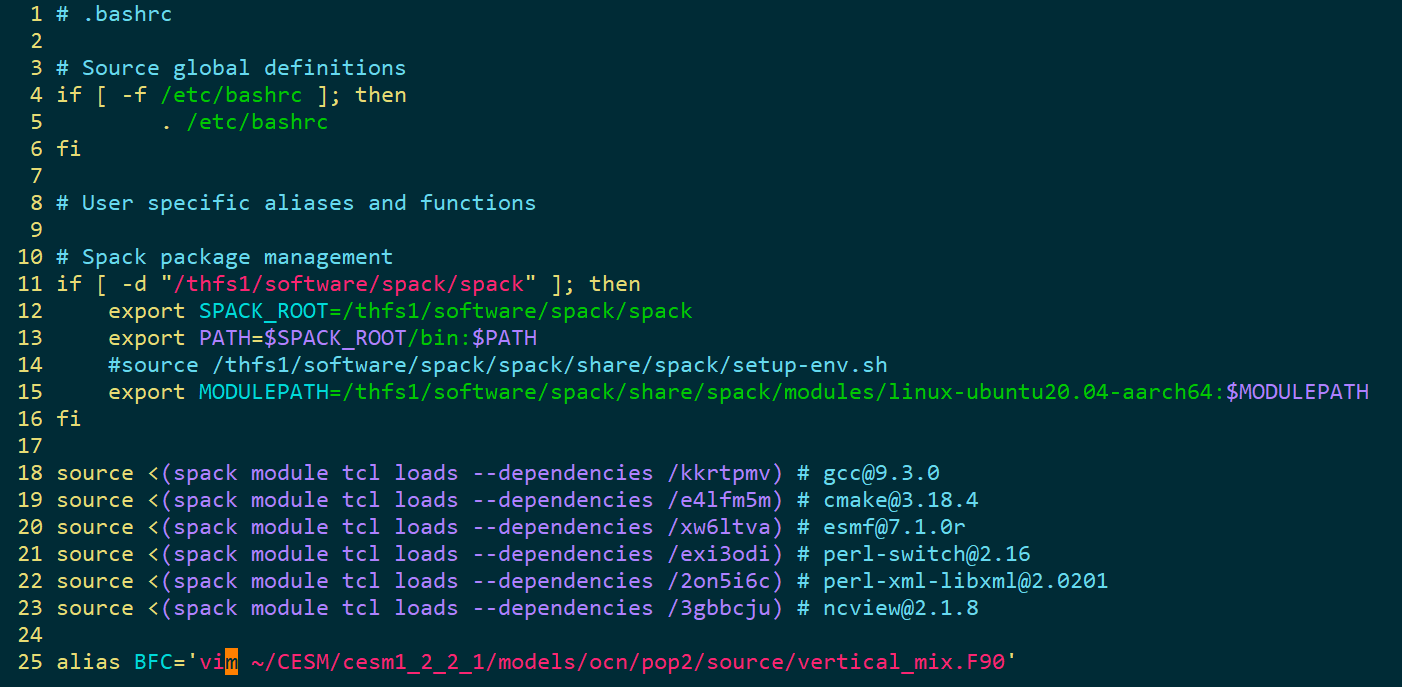 1 # .bashrc
2
3 # Source global definitions
4 if [ -f /etc/bashrc ]; then
5         . /etc/bashrc
6 fi
7
8 # User specific aliases and functions
9
10 # Spack package management
11 if [ -d "/thfs1/software/spack/spack" ]; then
12     export SPACK_ROOT=/thfs1/software/spack/spack
13     export PATH=$SPACK_ROOT/bin:$PATH
14     #source /thfs1/software/spack/spack/share/spack/setup-env.sh
15     export MODULEPATH=/thfs1/software/spack/share/spack/modules/linux-ubuntu20.04-aarch64:$MODULEPATH
16 fi
17
18 source <(spack module tcl loads --dependencies /kkrtpmv) # gcc@9.3.0
19 source <(spack module tcl loads --dependencies /e4lfm5m) # cmake@3.18.4
20 source <(spack module tcl loads --dependencies /xw6ltva) # esmf@7.1.0r
21 source <(spack module tcl loads --dependencies /exi3odi) # perl-switch@2.16
22 source <(spack module tcl loads --dependencies /2on5i6c) # perl-xml-libxml@2.0201
23 source <(spack module tcl loads --dependencies /3gbbcju) # ncview@2.1.8
24
25 alias BFC='vim ~/CESM/cesm1_2_2_1/models/ocn/pop2/source/vertical_mix.F90'